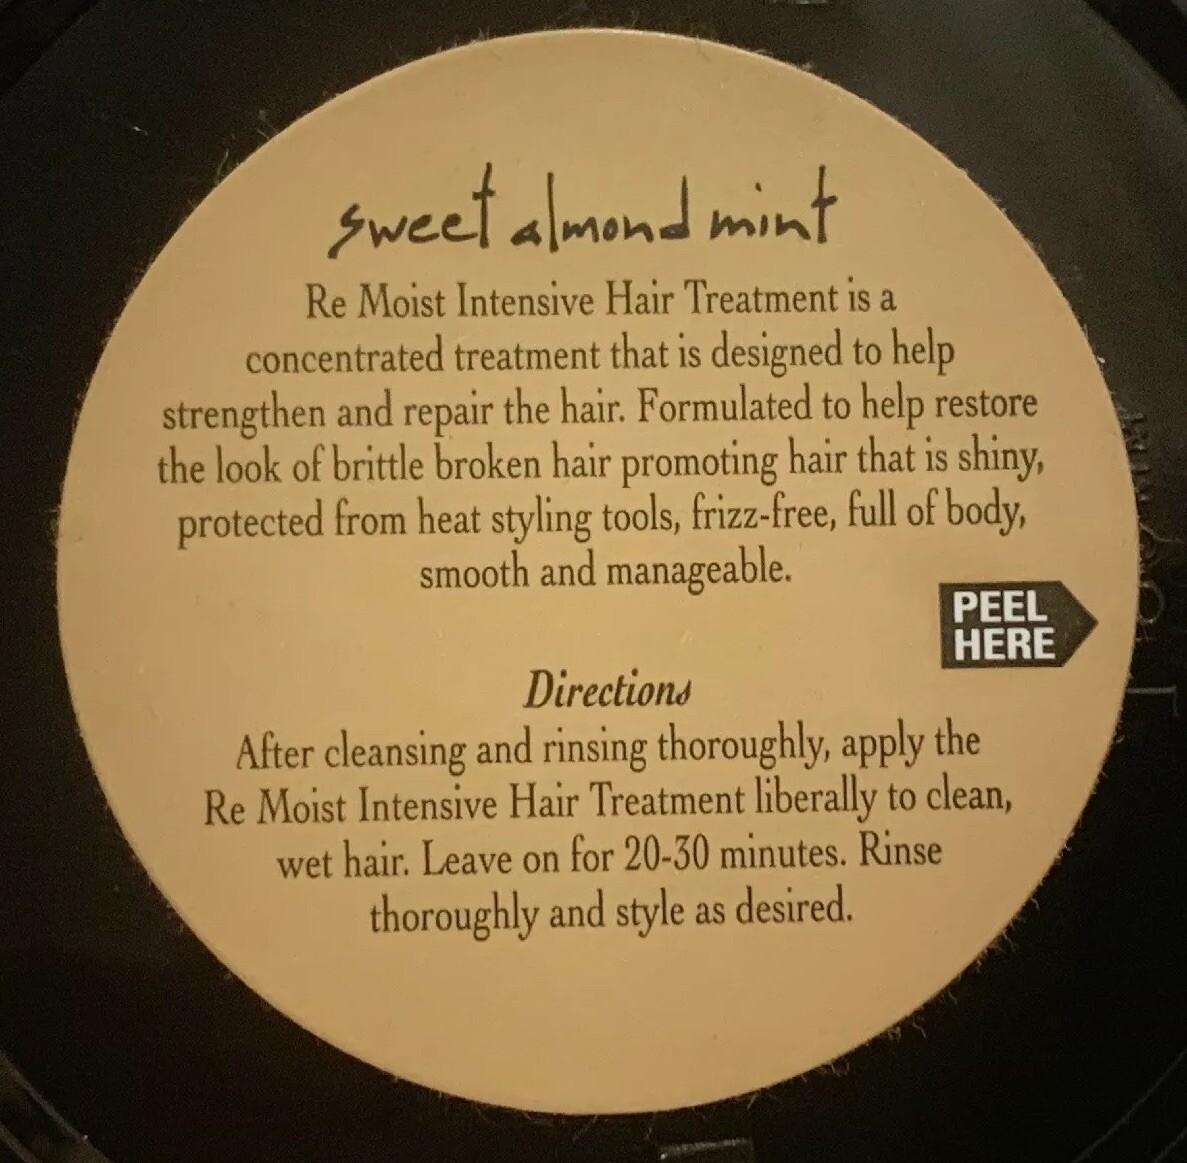 sweet almond mint
Re Moist Intensive Hair Treatment is a
concentrated treatment that is designed to help
strengthen and repair the hair. Formulated to help restore
the look of brittle broken hair promoting hair that is shiny,
protected from heat styling tools, frizz-free, full of body,
smooth and manageable.
PEEL
HERE
Directions
After cleansing and rinsing thoroughly, apply the
Re Moist Intensive Hair Treatment liberally to clean,
wet hair. Leave on for 20-30 minutes. Rinse
thoroughly and style as desired.